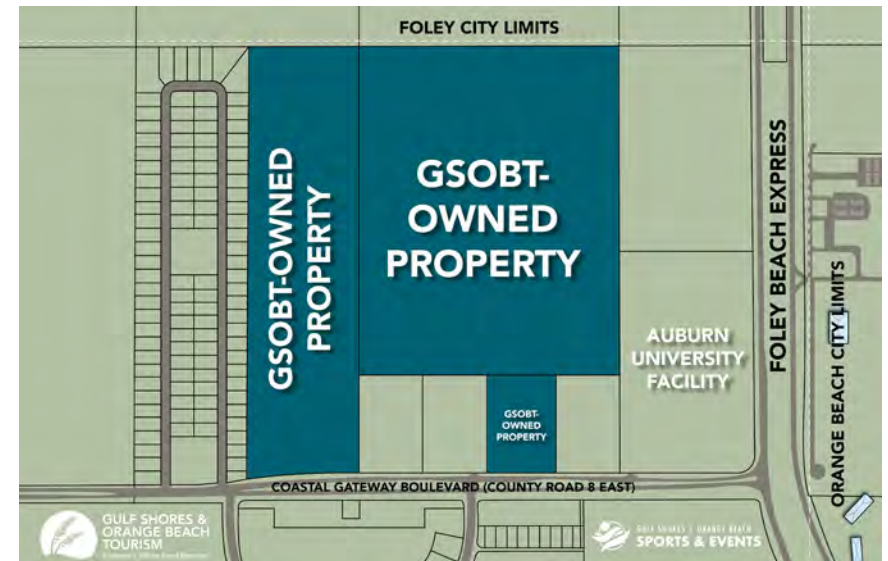 FOLEY CITY LIMITS
GSOBT-OWNED
PROPERTY
GSOBT-
OWNED
PROPERTY
FOLEY BEACH EXPRESS
ORANGE BEACH CITY LIMITS
AUBURN
UNIVERSITY
FACILITY
GSOBT-
OWNED
PROPERTY
COASTAL GATEWAY BOULEVARD (COUNTY ROAD 8 EAST)
GULF SHORES &
ORANGE BEACH
TOURISM
GULF SHORES | ORANGE BEACH
SPORTS & EVENTS